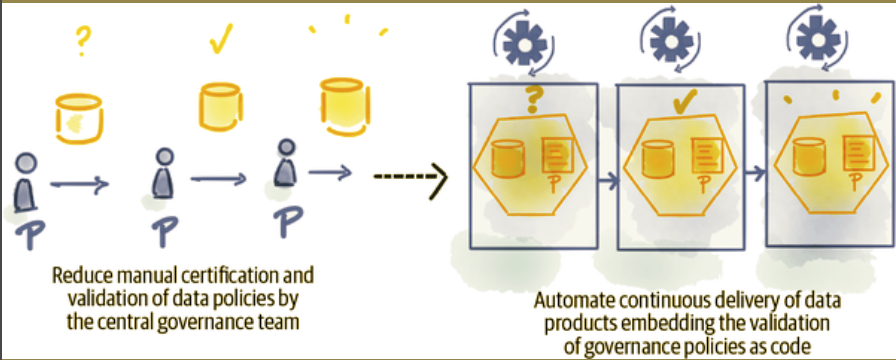 ?
✓
P
P
P
Reduce manual certification and
validation of data policies by
the central governance team
?
✓
P
P
P
Automate continuous delivery of data
products embedding the validation
of governance policies as code